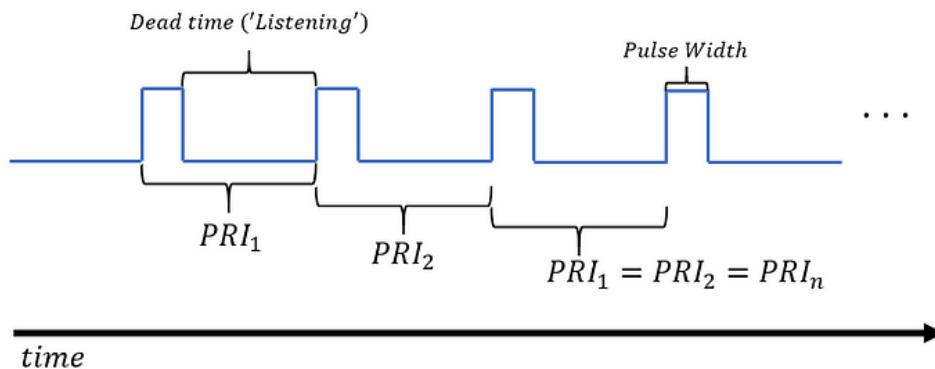 Dead time ('Listening')
Pulse Width
. . .
PRI₁
PRI₂
PRI₁ = PRI₂ = PRIₙ
time